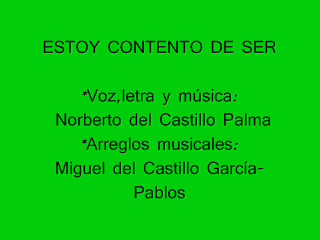 ESTOY CONTENTO DE SER
*Voz,letra y música:
Norberto del Castillo Palma
*Arreglos musicales:
Miguel del Castillo García-
Pablos